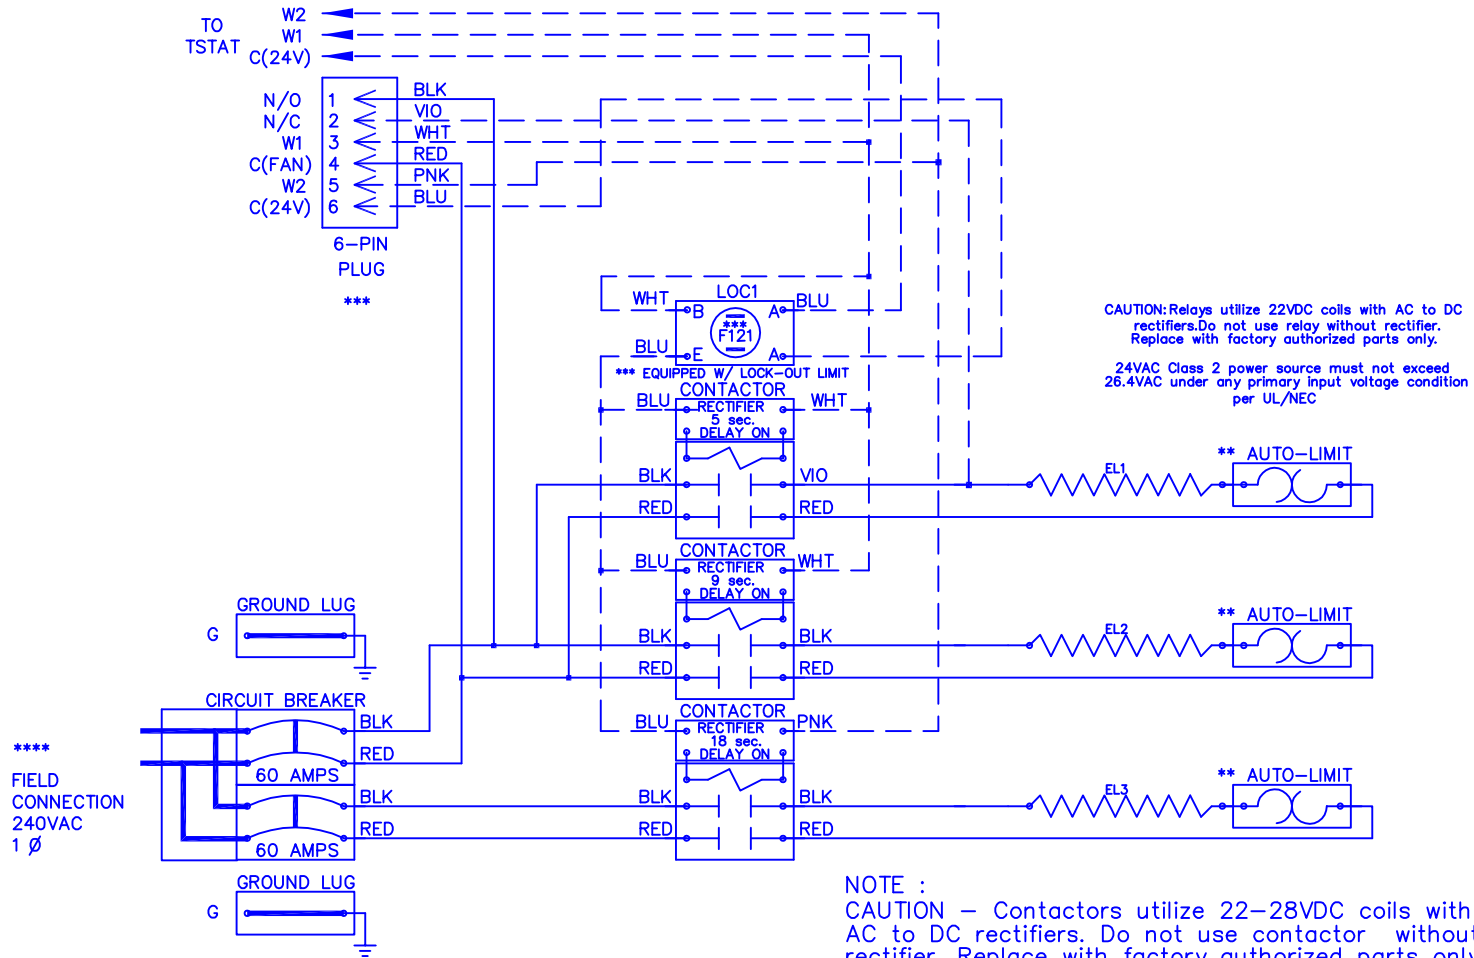 W2
TO
TSTAT
W1
C(24V)
N/O 1 BLK
N/C 2 VIO
W1 3 WHT
C(FAN) 4 RED
W2 5 PNK
C(24V) 6 BLU
6-PIN
PLUG
***
LOC1
WHT B A BLU
***
F121
BLU E A
*** EQUIPPED W/ LOCK-OUT LIMIT
CAUTION: Relays utilize 22VDC coils with AC to DC
rectifiers.Do not use relay without rectifier.
Replace with factory authorized parts only.
24VAC Class 2 power source must not exceed
26.4VAC under any primary input voltage condition
per UL/NEC
CONTACTOR
BLU RECTIFIER WHT
5 sec.
DELAY ON
BLK VIO EL1 ** AUTO-LIMIT
RED RED
CONTACTOR
BLU RECTIFIER WHT
9 sec.
DELAY ON
BLK BLK EL2 ** AUTO-LIMIT
RED RED
GROUND LUG
G
CIRCUIT BREAKER
BLK
RED
60 AMPS
BLK
RED
60 AMPS
****
FIELD
CONNECTION
240VAC
1 Ø
CONTACTOR
BLU RECTIFIER PNK
18 sec.
DELAY ON
BLK BLK EL3 ** AUTO-LIMIT
RED RED
GROUND LUG
G
NOTE :
CAUTION - Contactors utilize 22-28VDC coils with
AC to DC rectifiers. Do not use contactor without
rectifier. Replace with factory authorized parts only